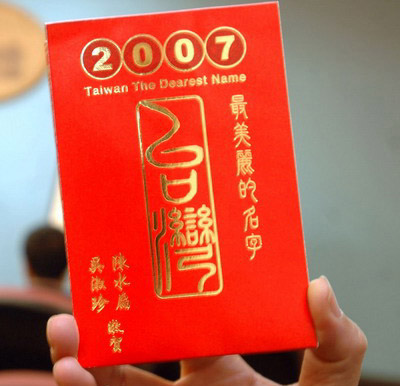 2007
Taiwan The Dearest Name
最美麗的名字
台灣
陳水扁
吳淑珍
敬賀